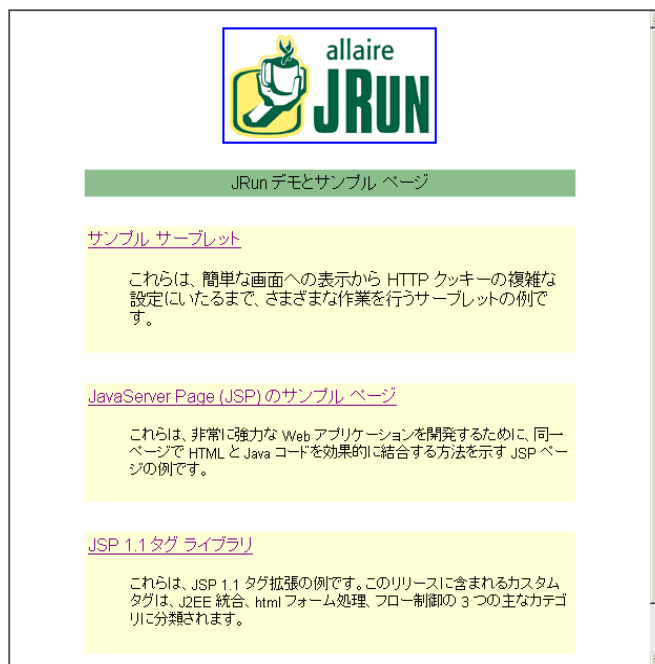 allaire
JRUN
JRun デモとサンプル ページ
サンプル サーブレット
これらは、簡単な画面への表示から HTTP クッキーの複雑な
設定にいたるまで、さまざまな作業を行うサーブレットの例で
す。
JavaServer Page (JSP) のサンプル ページ
これらは、非常に強力な Web アプリケーションを開発するために、同一
ページで HTML と Java コードを効果的に結合する方法を示す JSP ペー
ジの例です。
JSP 1.1 タグ ライブラリ
これらは、JSP 1.1 タグ拡張の例です。このリリースに含まれるカスタム
タグは、J2EE 統合、html フォーム処理、フロー制御の 3 つの主なカテゴ
リに分類されます。